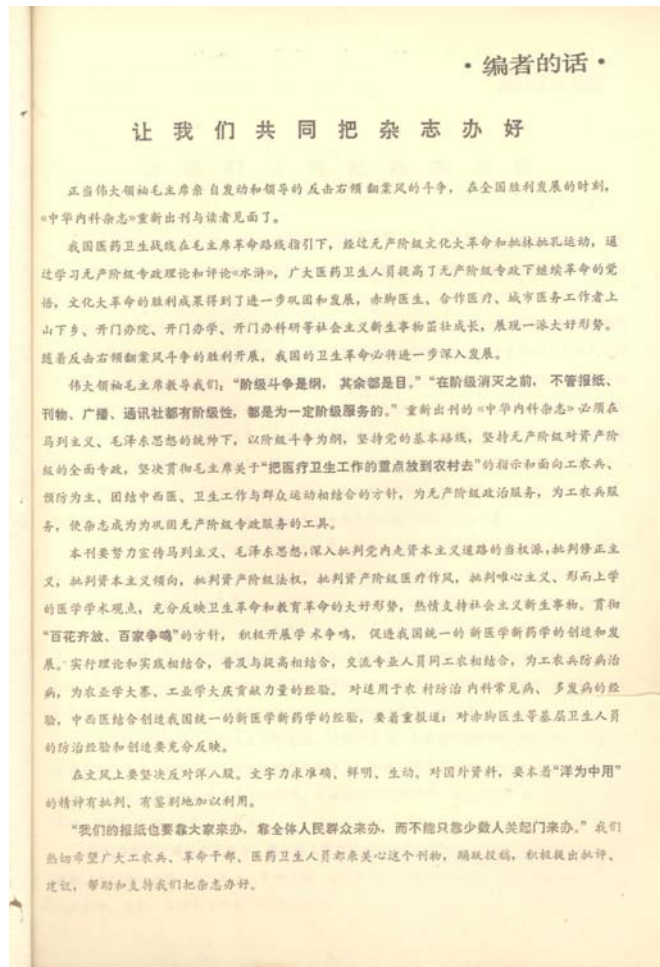 ·编者的话·
让我们共同把杂志办好
正当伟大领袖毛主席亲自发动和领导的反击右倾翻案风的斗争，在全国胜利发展的时刻，
《中华内科杂志》重新出刊与读者见面了。
我国医药卫生战线在毛主席革命路线指引下，经过无产阶级文化大革命和批林批孔运动，通
过学习无产阶级专政理论和评论《水浒》，广大医药卫生人员提高了无产阶级专政下继续革命的觉
悟，文化大革命的胜利成果得到了进一步巩固和发展，赤脚医生、合作医疗、城市医务工作者上
山下乡、开门办院、开门办学、开门办科研等社会主义新生事物茁壮成长，展现一派大好形势。
随着反击右倾翻案风斗争的胜利开展，我国的卫生革命必将进一步深入发展。
伟大领袖毛主席教导我们：“阶级斗争是纲，其余都是目。”“在阶级消灭之前，不管报纸、
刊物、广播、通讯社都有阶级性，都是为一定阶级服务的。”重新出刊的《中华内科杂志》必须在
马列主义、毛泽东思想的统帅下，以阶级斗争为纲，坚持党的基本路线，坚持无产阶级对资产阶
级的全面专政，坚决贯彻毛主席关于“把医疗卫生工作的重点放到农村去”的指示和面向工农兵、
预防为主、团结中西医、卫生工作与群众运动相结合的方针，为无产阶级政治服务，为工农兵服
务，使杂志成为为巩固无产阶级专政服务的工具。
本刊要努力宣传马列主义、毛泽东思想，深入批判党内走资本主义道路的当权派，批判修正主
义，批判资本主义倾向，批判资产阶级法权，批判资产阶级医疗作风，批判唯心主义、形而上学
的医学学术观点，充分反映卫生革命和教育革命的大好形势，热情支持社会主义新生事物。贯彻
“百花齐放、百家争鸣”的方针，积极开展学术争鸣，促进我国统一的新医学新药学的创造和发
展。实行理论和实践相结合，普及与提高相结合，交流专业人员同工农相结合，为工农兵防病治
病，为农业学大寨、工业学大庆贡献力量的经验。对适用于农村防治内科常见病、多发病的经
验，中西医结合创造我国统一的新医学新药学的经验，要着重报道；对赤脚医生等基层卫生人员
的防治经验和创造要充分反映。
在文风上要坚决反对洋八股。文字力求准确、鲜明、生动。对国外资料，要本着“洋为中用”
的精神有批判、有鉴别地加以利用。
“我们的报纸也要靠大家来办，靠全体人民群众来办，而不能只靠少数人关起门来办。”我们
热切希望广大工农兵、革命干部、医药卫生人员都来关心这个刊物，踊跃投稿，积极提出批评、
建议，帮助和支持我们把杂志办好。